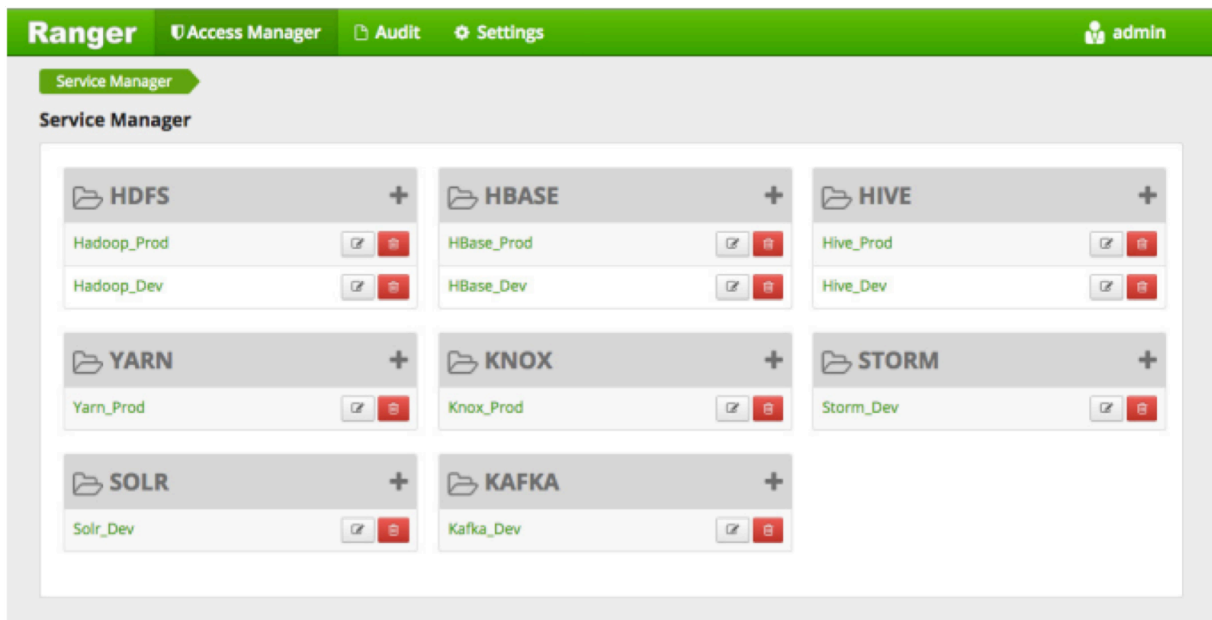 Ranger Access Manager Audit Settings admin
Service Manager
Service Manager
HDFS HBASE HIVE
Hadoop_Prod HBase_Prod Hive_Prod
Hadoop_Dev HBase_Dev Hive_Dev
YARN KNOX STORM
Yarn_Prod Knox_Prod Storm_Dev
SOLR KAFKA
Solr_Dev Kafka_Dev